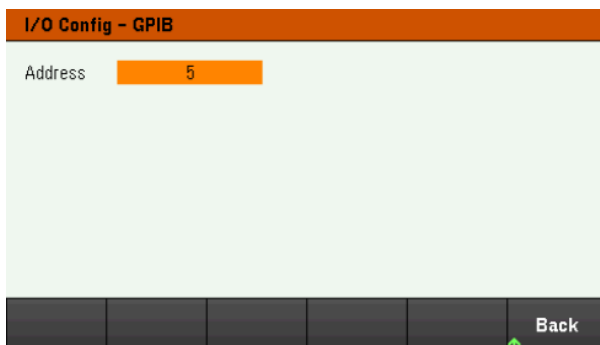 I/O Config – GPIB
Address 5
Back